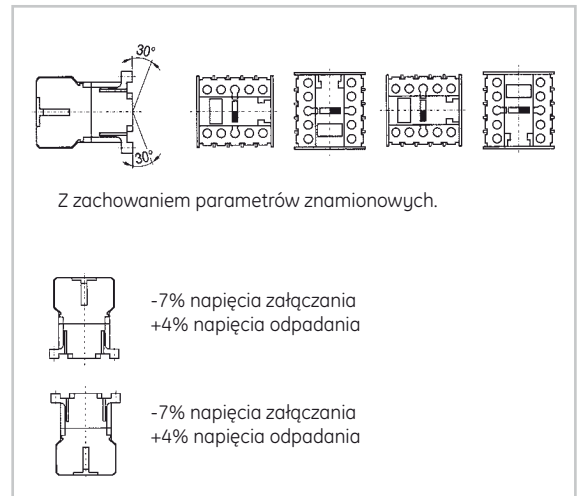 30°
30°
Z zachowaniem parametrów znamionowych.
-7% napięcia załączania
+4% napięcia odpadania
-7% napięcia załączania
+4% napięcia odpadania